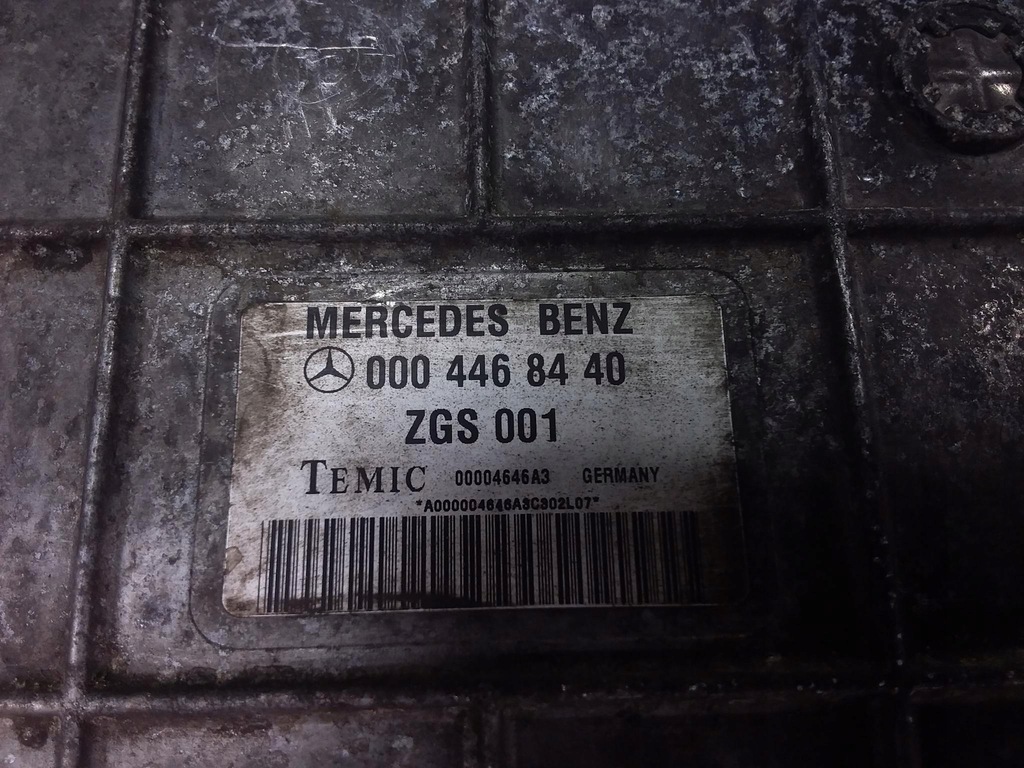 MERCEDES BENZ
000 446 84 40
ZGS 001
TEMIC 00004646A3 GERMANY
*A000004646A3C302L07*